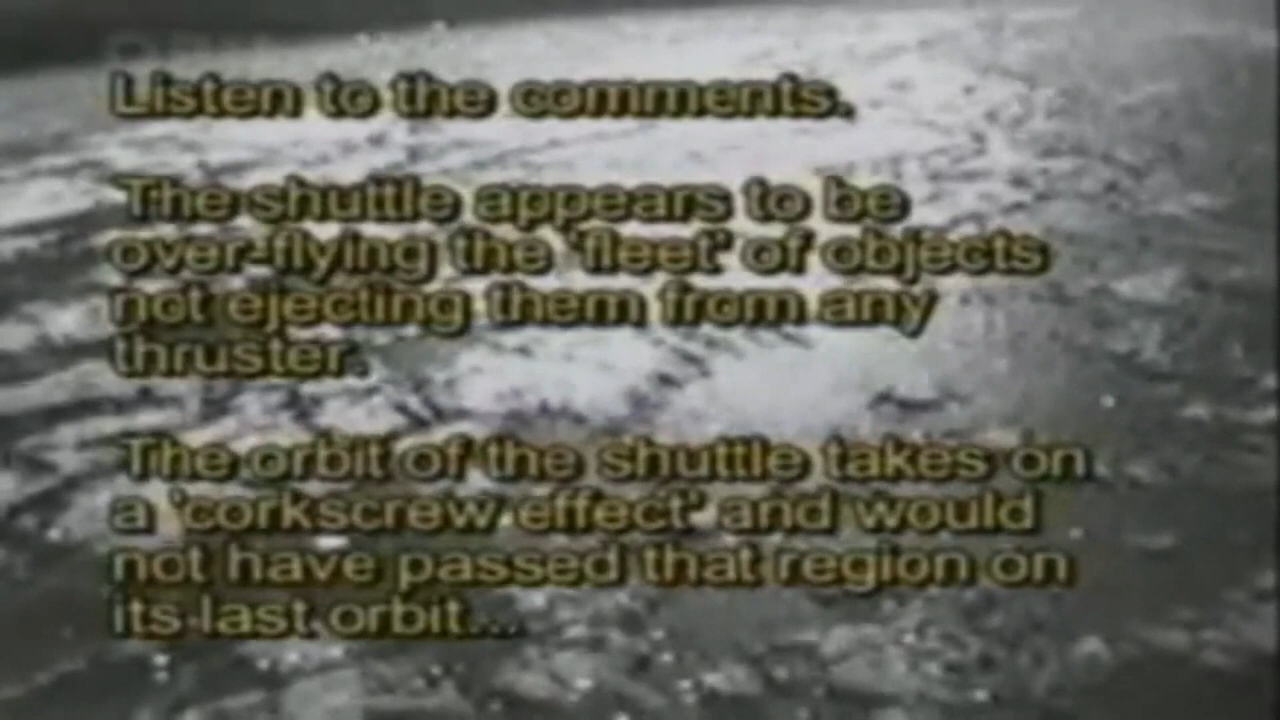 Listen to the comments.
The shuttle appears to be
over-flying the 'fleet' of objects
not ejecting them from any
thruster.
The orbit of the shuttle takes on
a 'corkscrew effect' and would
not have passed that region on
its last orbit...